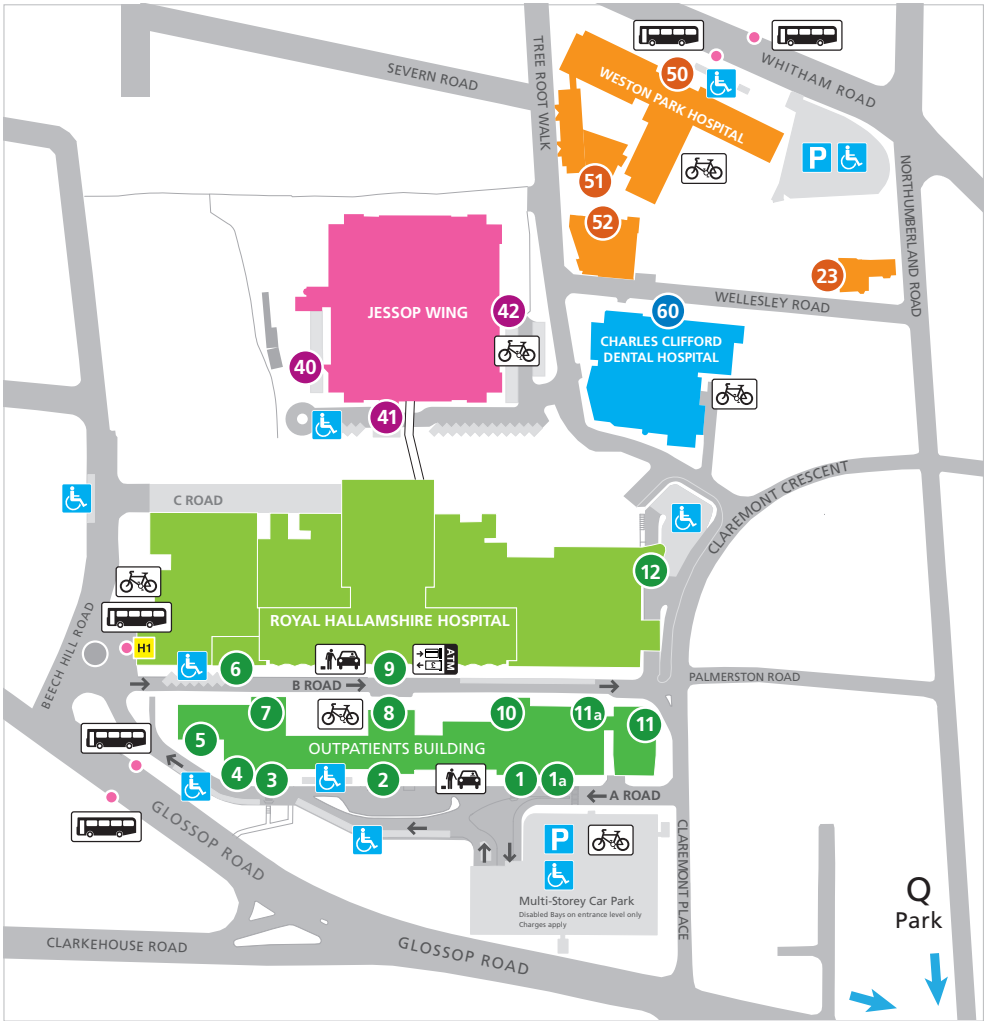 SEVERN ROAD
TREE ROOT WALK
WHITHAM ROAD
50
WESTON PARK HOSPITAL
P
NORTHUMBERLAND ROAD
51
52
23
WELLESLEY ROAD
JESSOP WING
42
60
CHARLES CLIFFORD
DENTAL HOSPITAL
40
41
C ROAD
CLAREMONT CRESCENT
12
BEECH HILL ROAD
ROYAL HALLAMSHIRE HOSPITAL
H1
6
9
ATM
£
B ROAD
PALMERSTON ROAD
7
8
10
11a
11
5
OUTPATIENTS BUILDING
4
3
2
1
1a
A ROAD
GLOSSOP ROAD
P
CLAREMONT PLACE
Multi-Storey Car Park
Disabled Bays on entrance level only
Charges apply
Q
Park
CLARKEHOUSE ROAD
GLOSSOP ROAD